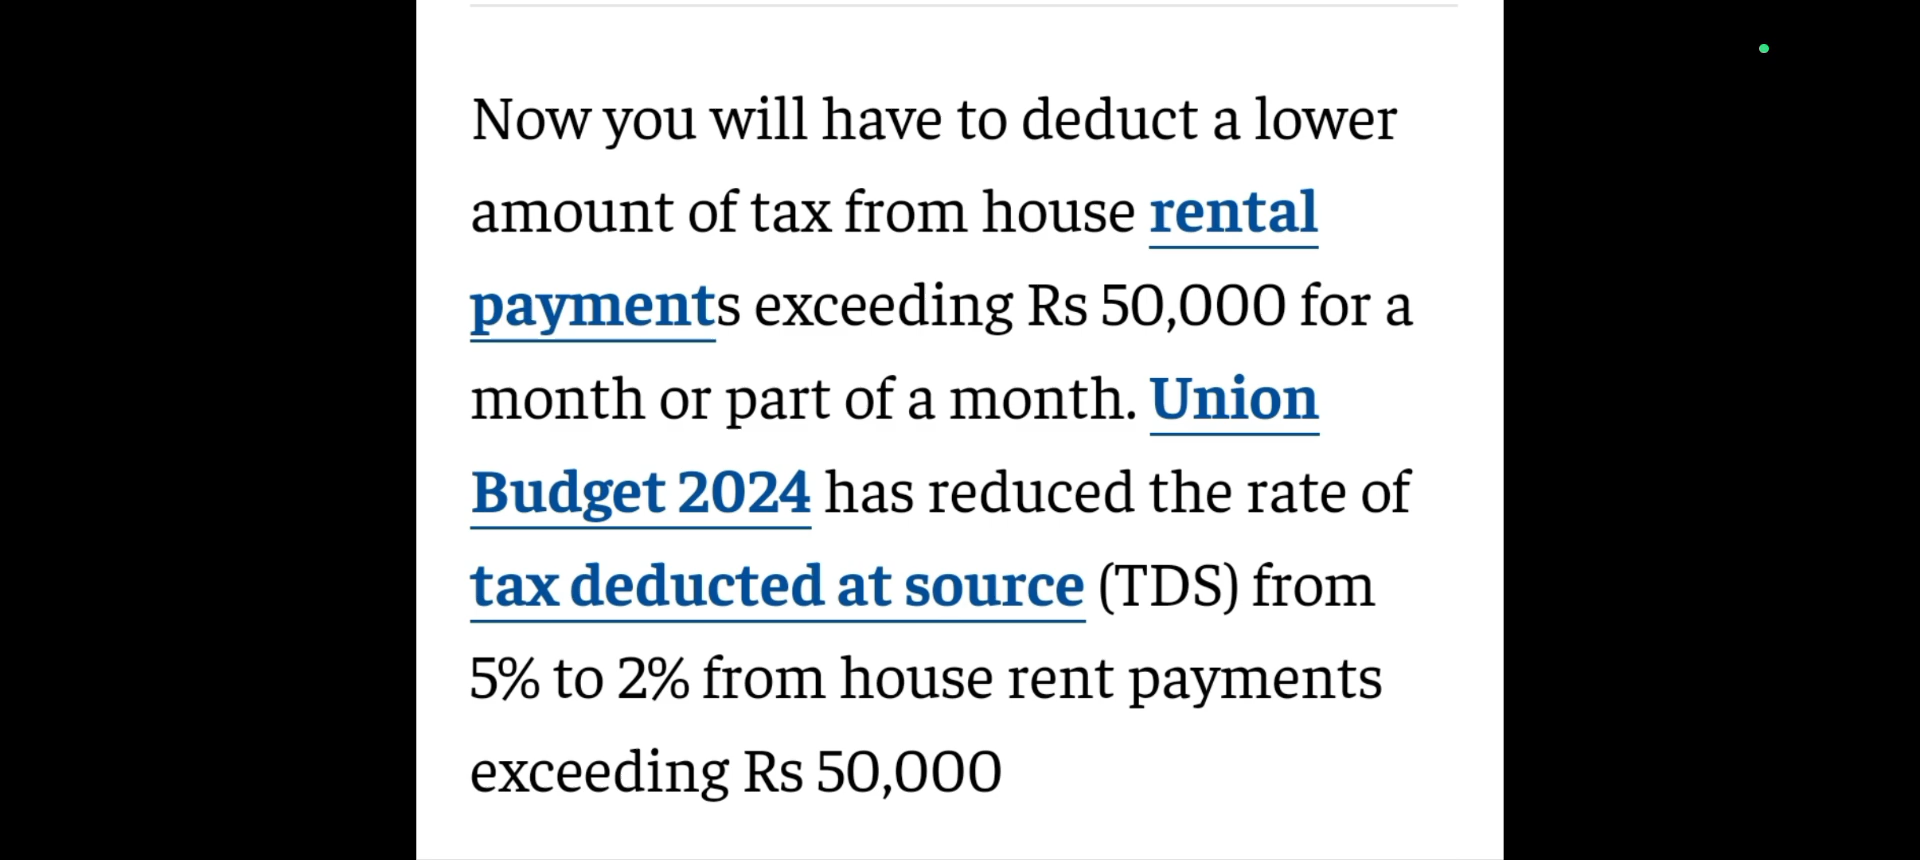 Now you will have to deduct a lower
amount of tax from house rental
payments exceeding Rs 50,000 for a
month or part of a month. Union
Budget 2024 has reduced the rate of
tax deducted at source (TDS) from
5% to 2% from house rent payments
exceeding Rs 50,000